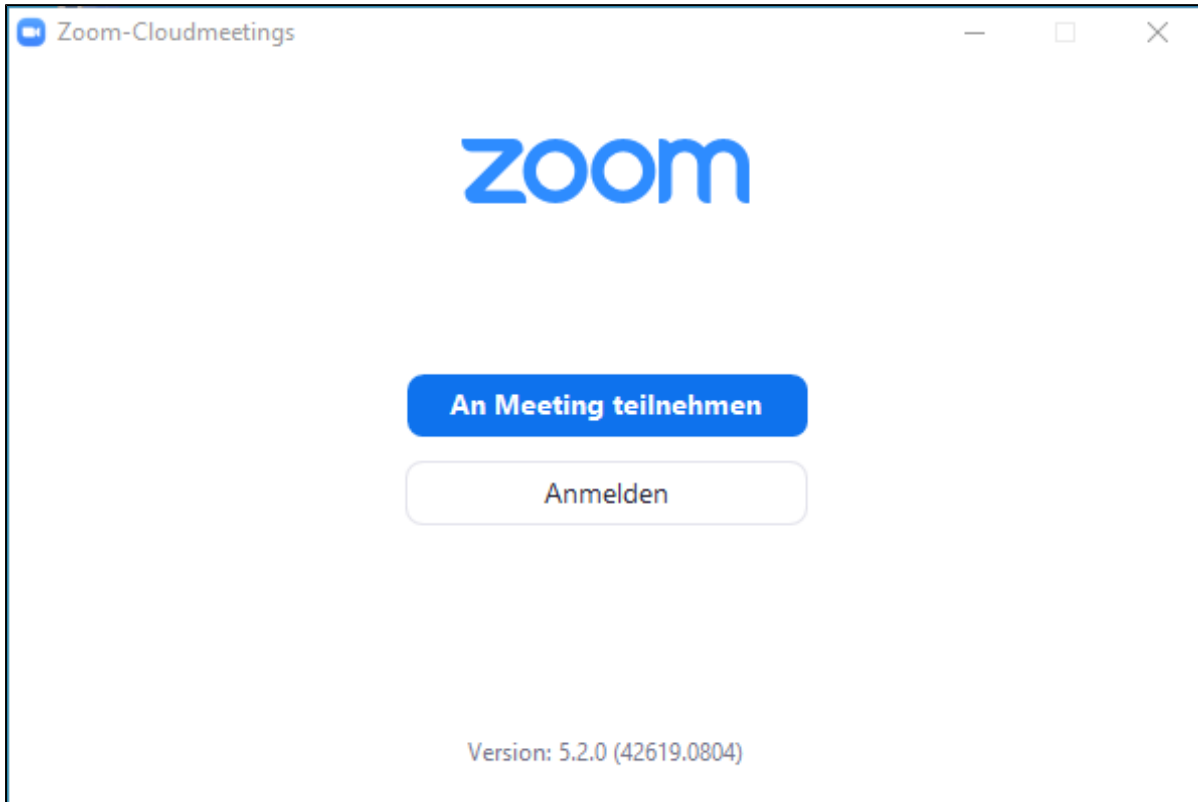 Zoom-Cloudmeetings
zoom
An Meeting teilnehmen
Anmelden
Version: 5.2.0 (42619.0804)